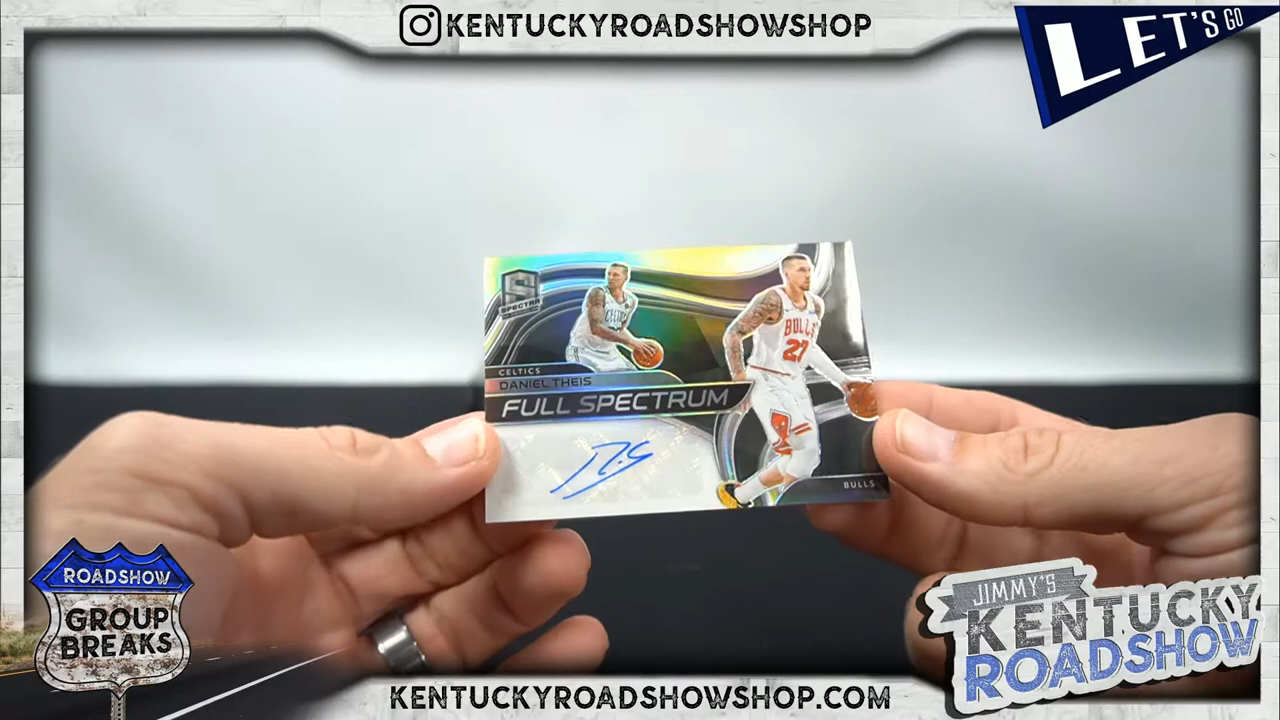 KENTUCKYROADSHOWSHOP
LET'S GO
SPECTRA
CELTICS
DANIEL THEIS
FULL SPECTRUM
BULLS
27
BULLS
ROADSHOW
GROUP
BREAKS
JIMMY'S
KENTUCKY
ROADSHOW
KENTUCKYROADSHOWSHOP.COM